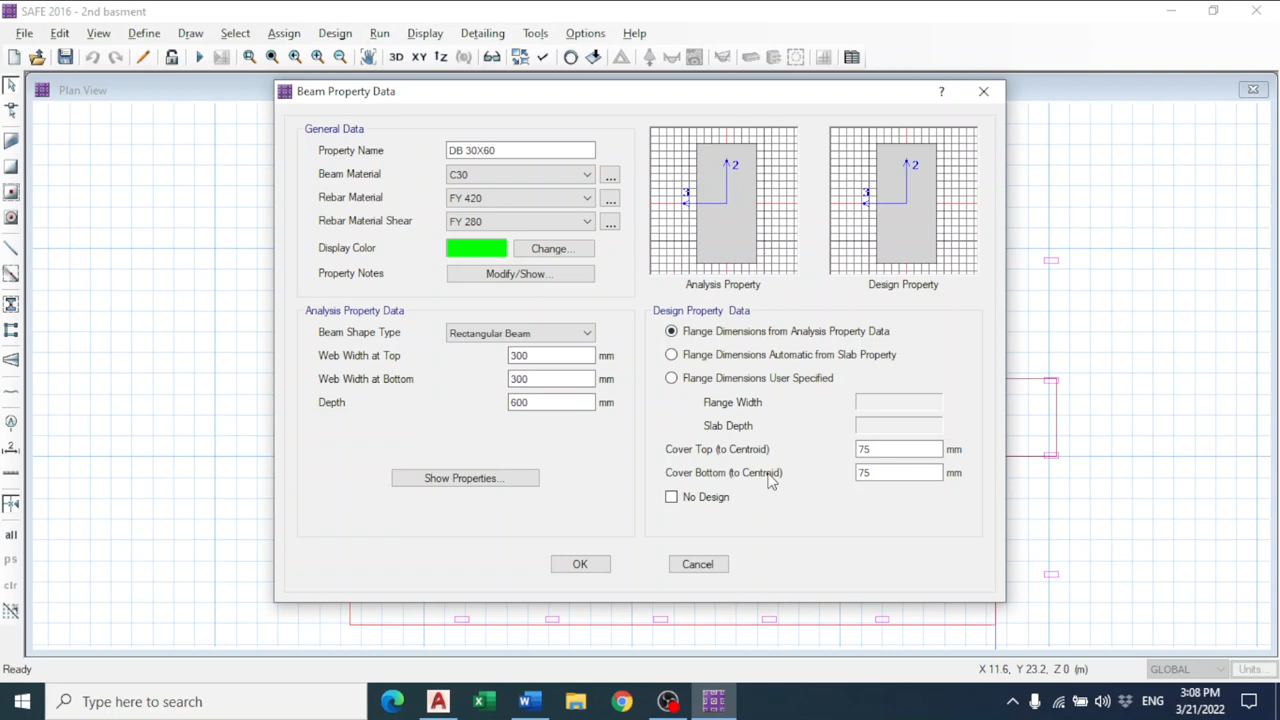 SAFE 2016 - 2nd basment
File Edit View Define Draw Select Assign Design Run Display Detailing Tools Options Help
3D XY
Plan View
Beam Property Data
?
General Data
Property Name DB 30X60
Beam Material C30 ...
Rebar Material FY 420 ...
Rebar Material Shear FY 280 ...
Display Color Change...
Property Notes Modify/Show...
2
3
Analysis Property
2
3
Design Property
Analysis Property Data
Beam Shape Type Rectangular Beam
Web Width at Top 300 mm
Web Width at Bottom 300 mm
Depth 600 mm
Show Properties...
Design Property Data
Flange Dimensions from Analysis Property Data
Flange Dimensions Automatic from Slab Property
Flange Dimensions User Specified
Flange Width
Slab Depth
Cover Top (to Centroid) 75 mm
Cover Bottom (to Centroid) 75 mm
No Design
OK Cancel
all
ps
clr
Ready X 11.6, Y 23.2, Z 0 (m) GLOBAL Units...
Type here to search
ENG
3:08 PM
3/21/2022